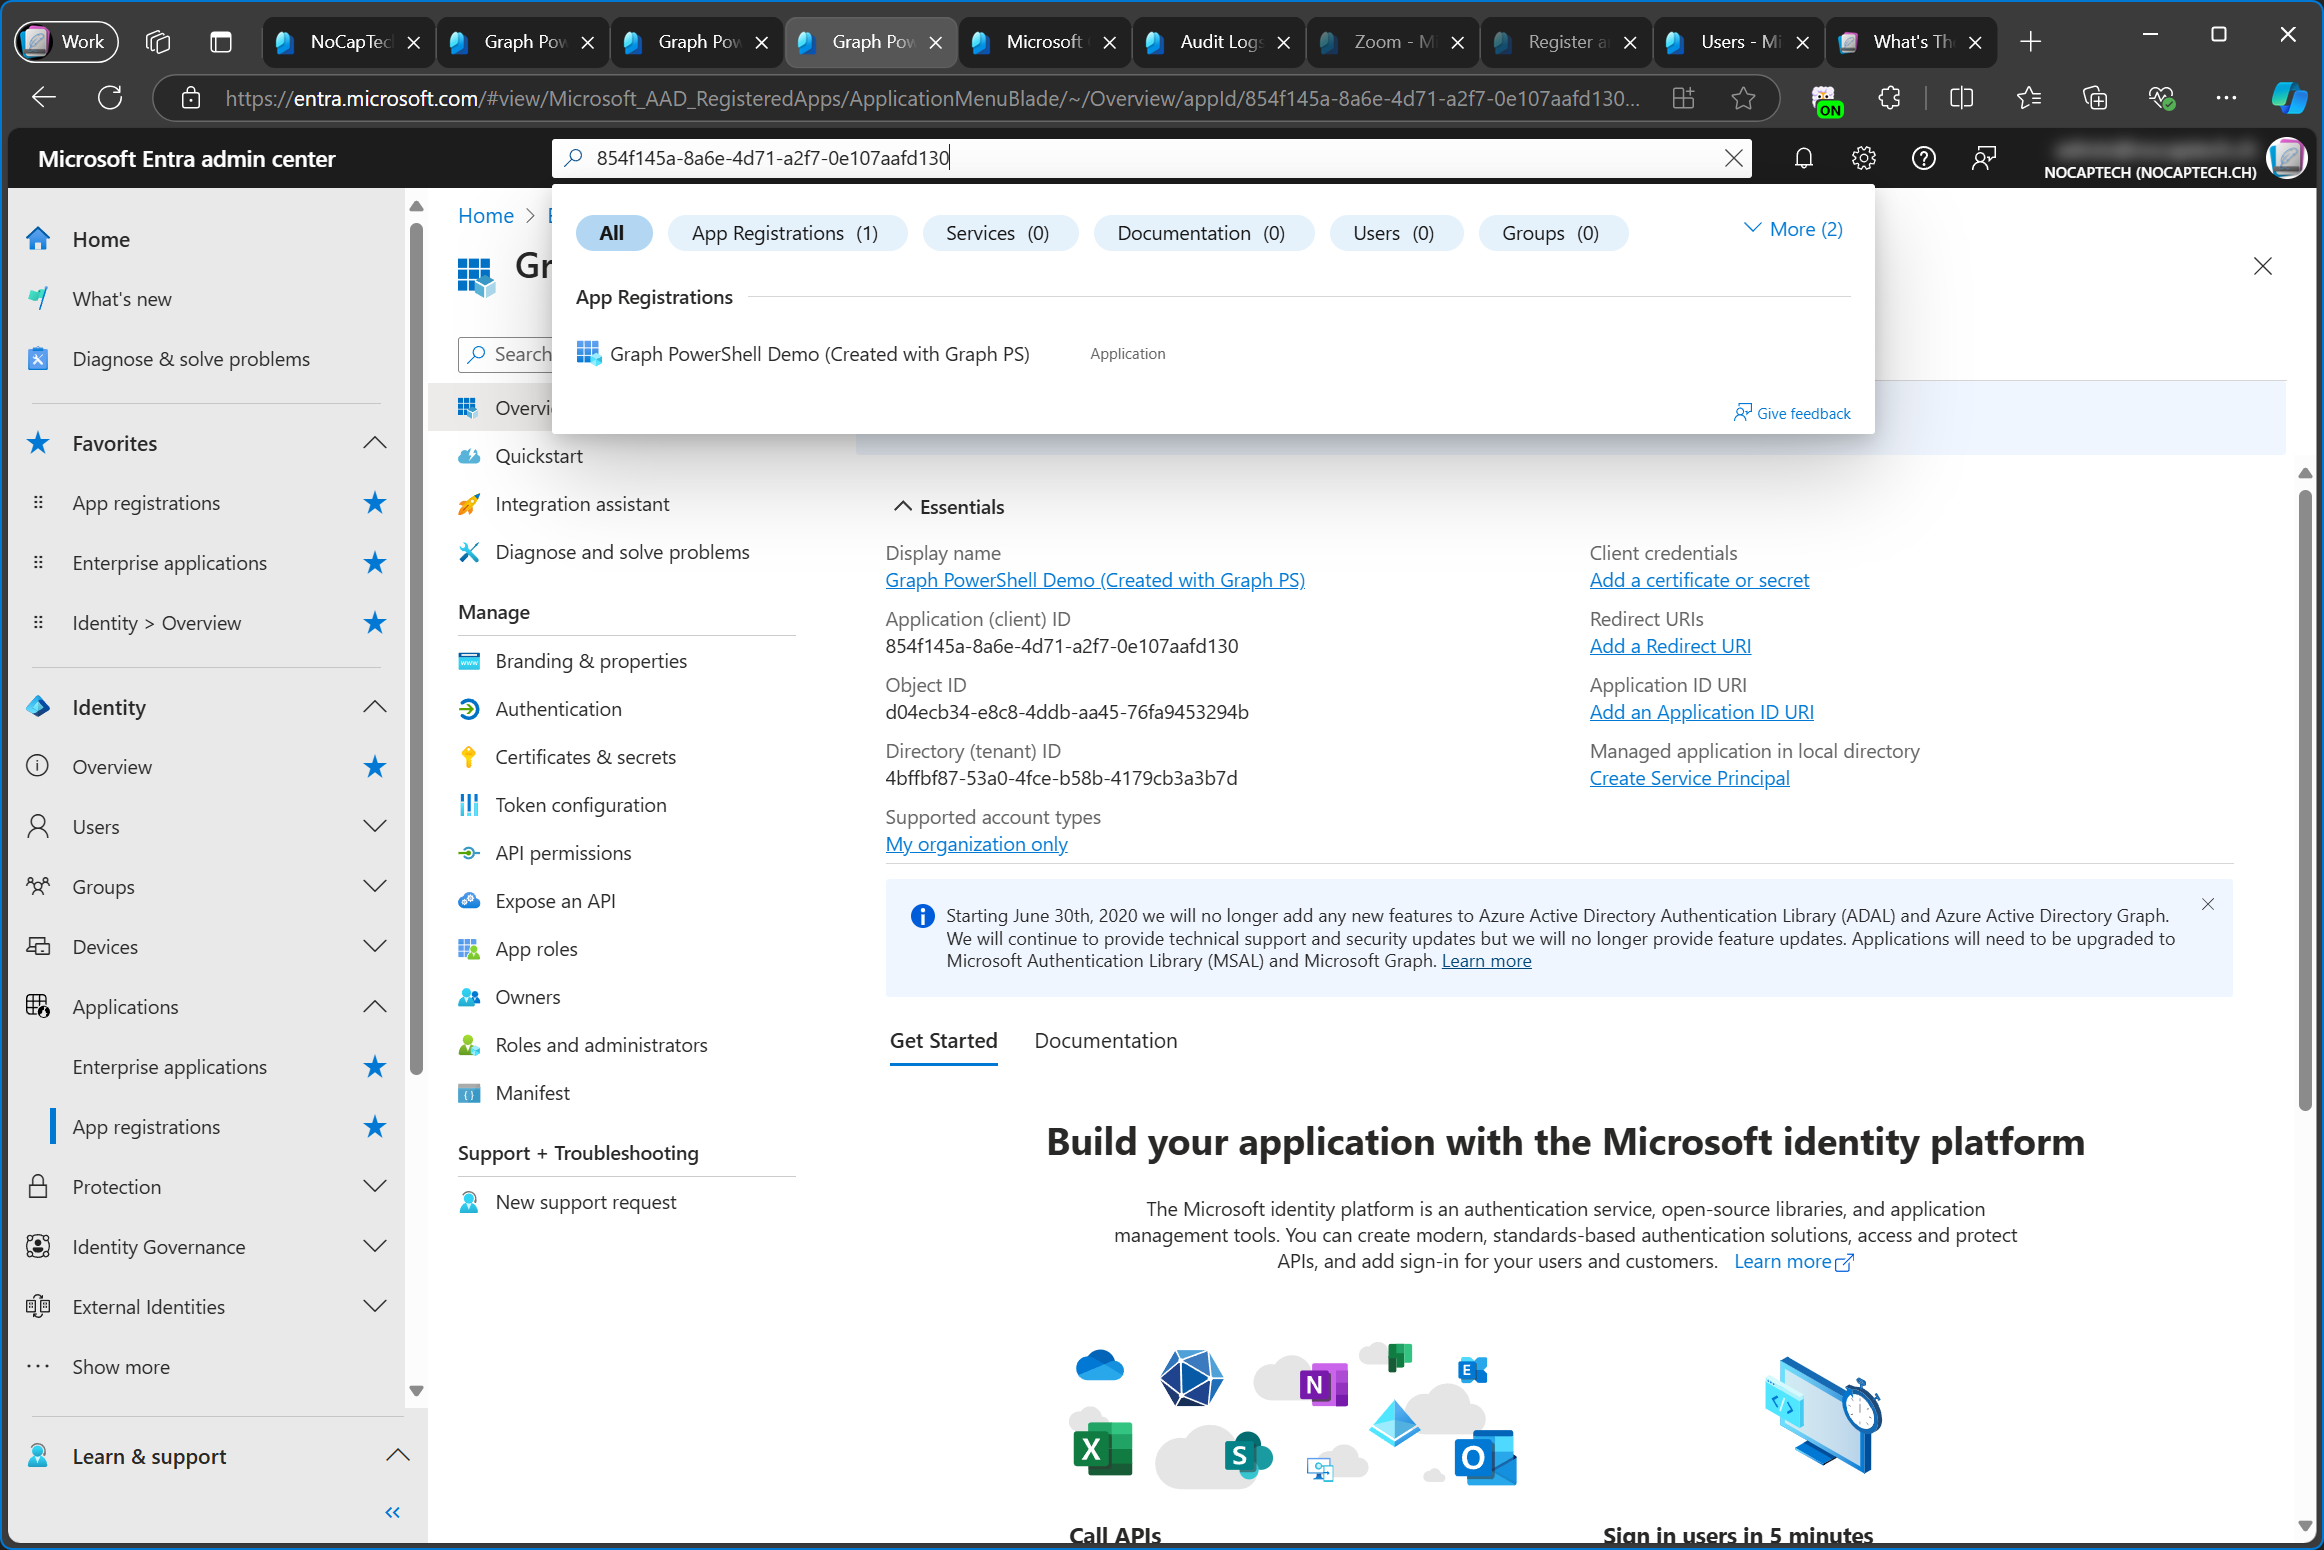 Work
NoCapTec
Graph Pow
Graph Pow
Graph Pow
Microsoft
Audit Logs
Zoom - Mi
Register a
Users - Mi
What's Th
https://entra.microsoft.com/#view/Microsoft_AAD_RegisteredApps/ApplicationMenuBlade/~/Overview/appId/854f145a-8a6e-4d71-a2f7-0e107aafd130...
ON
Microsoft Entra admin center
854f145a-8a6e-4d71-a2f7-0e107aafd130
NOCAPTECH (NOCAPTECH.CH)
Home
What's new
Diagnose & solve problems
Favorites
App registrations
Enterprise applications
Identity > Overview
Identity
Overview
Users
Groups
Devices
Applications
Enterprise applications
App registrations
Protection
Identity Governance
External Identities
Show more
Learn & support
Home >
Gr
Search
All
App Registrations (1)
Services (0)
Documentation (0)
Users (0)
Groups (0)
More (2)
App Registrations
Graph PowerShell Demo (Created with Graph PS) Application
Give feedback
Overvi
Quickstart
Integration assistant
Diagnose and solve problems
Manage
Branding & properties
Authentication
Certificates & secrets
Token configuration
API permissions
Expose an API
App roles
Owners
Roles and administrators
Manifest
Support + Troubleshooting
New support request
Essentials
Display name
Graph PowerShell Demo (Created with Graph PS)
Application (client) ID
854f145a-8a6e-4d71-a2f7-0e107aafd130
Object ID
d04ecb34-e8c8-4ddb-aa45-76fa9453294b
Directory (tenant) ID
4bffbf87-53a0-4fce-b58b-4179cb3a3b7d
Supported account types
My organization only
Client credentials
Add a certificate or secret
Redirect URIs
Add a Redirect URI
Application ID URI
Add an Application ID URI
Managed application in local directory
Create Service Principal
Starting June 30th, 2020 we will no longer add any new features to Azure Active Directory Authentication Library (ADAL) and Azure Active Directory Graph.
We will continue to provide technical support and security updates but we will no longer provide feature updates. Applications will need to be upgraded to
Microsoft Authentication Library (MSAL) and Microsoft Graph. Learn more
Get Started
Documentation
Build your application with the Microsoft identity platform
The Microsoft identity platform is an authentication service, open-source libraries, and application
management tools. You can create modern, standards-based authentication solutions, access and protect
APIs, and add sign-in for your users and customers. Learn more
N
E
X
S
O
Call APIs
Sign in users in 5 minutes